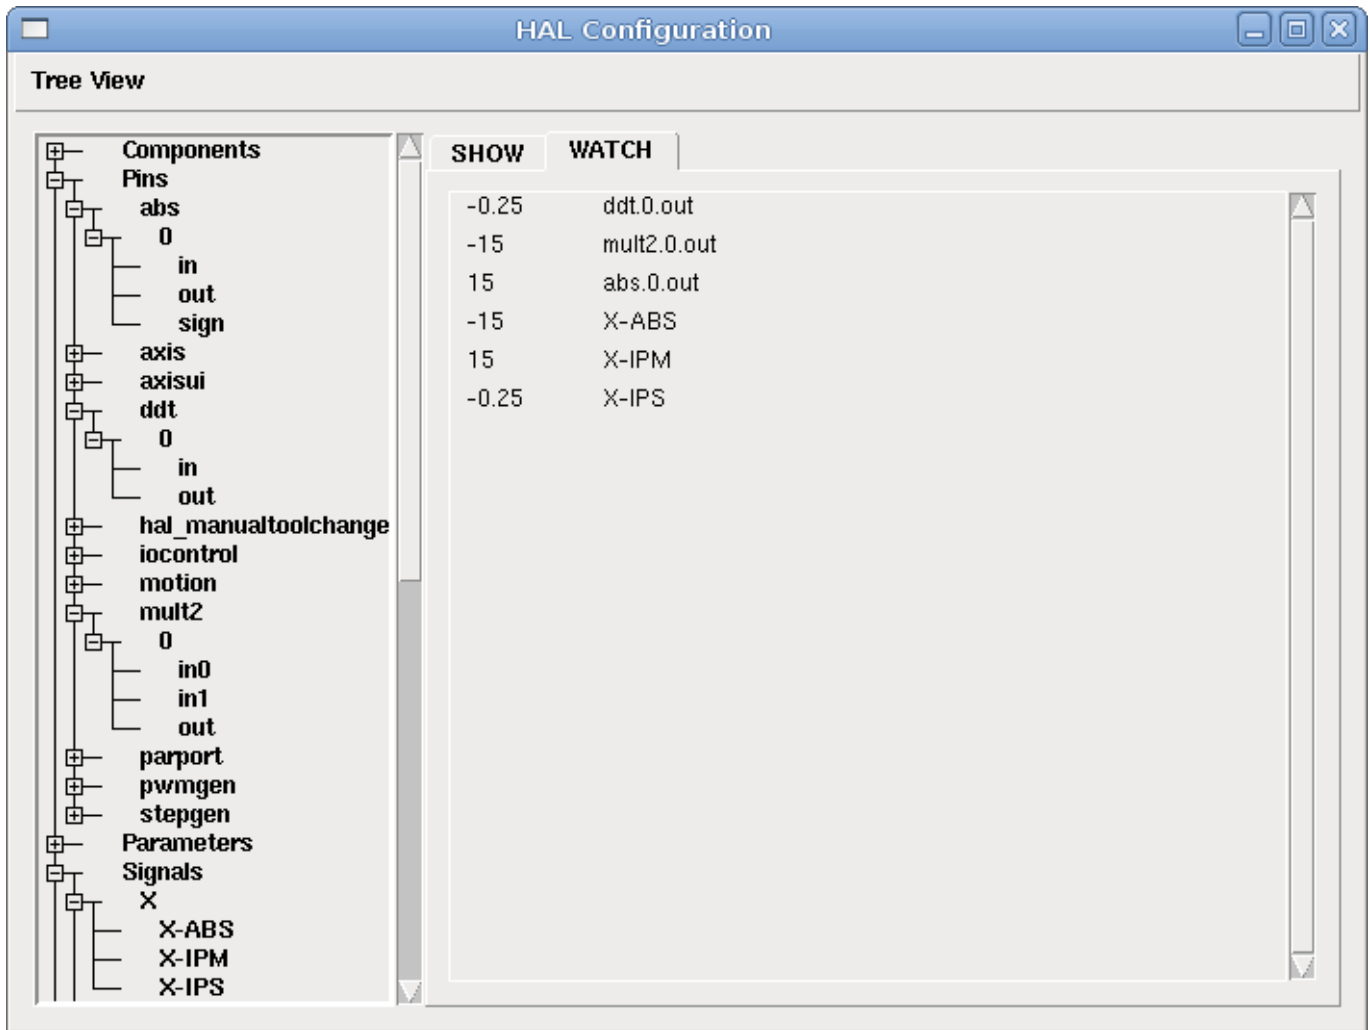 HAL Configuration
Tree View
Components
Pins
abs
0
in
out
sign
axis
axisui
ddt
0
in
out
hal_manualtoolchange
iocontrol
motion
mult2
0
in0
in1
out
parport
pwmgen
stepgen
Parameters
Signals
X
X-ABS
X-IPM
X-IPS
SHOW WATCH
-0.25 ddt.0.out
-15 mult2.0.out
15 abs.0.out
-15 X-ABS
15 X-IPM
-0.25 X-IPS